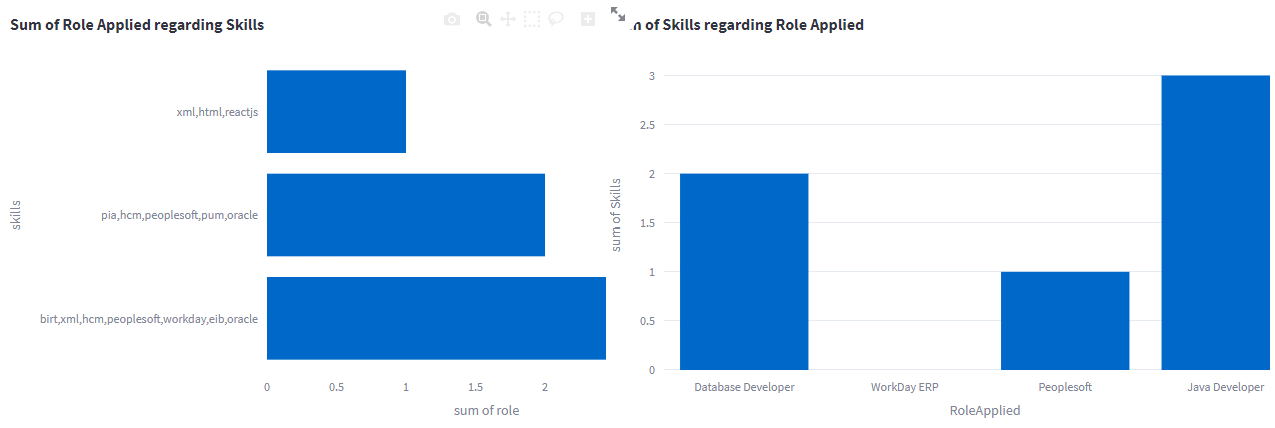 Sum of Role Applied regarding Skills
skills
xml,html,reactjs
pia,hcm,peoplesoft,pum,oracle
birt,xml,hcm,peoplesoft,workday,eib,oracle
0 0.5 1 1.5 2
sum of role
of Skills regarding Role Applied
sum of Skills
3
2.5
2
1.5
1
0.5
0
Database Developer WorkDay ERP Peoplesoft Java Developer
RoleApplied